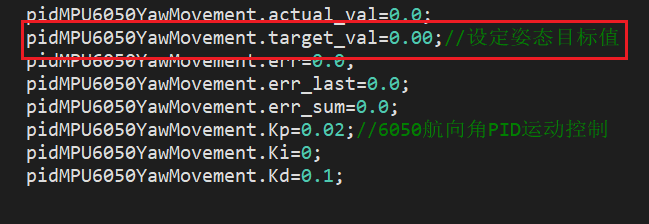 pidMPU6050YawMovement.actual_val=0.0;
pidMPU6050YawMovement.target_val=0.00;//设定姿态目标值
pidMPU6050YawMovement.err=0.0;
pidMPU6050YawMovement.err_last=0.0;
pidMPU6050YawMovement.err_sum=0.0;
pidMPU6050YawMovement.Kp=0.02;//6050航向角PID运动控制
pidMPU6050YawMovement.Ki=0;
pidMPU6050YawMovement.Kd=0.1;